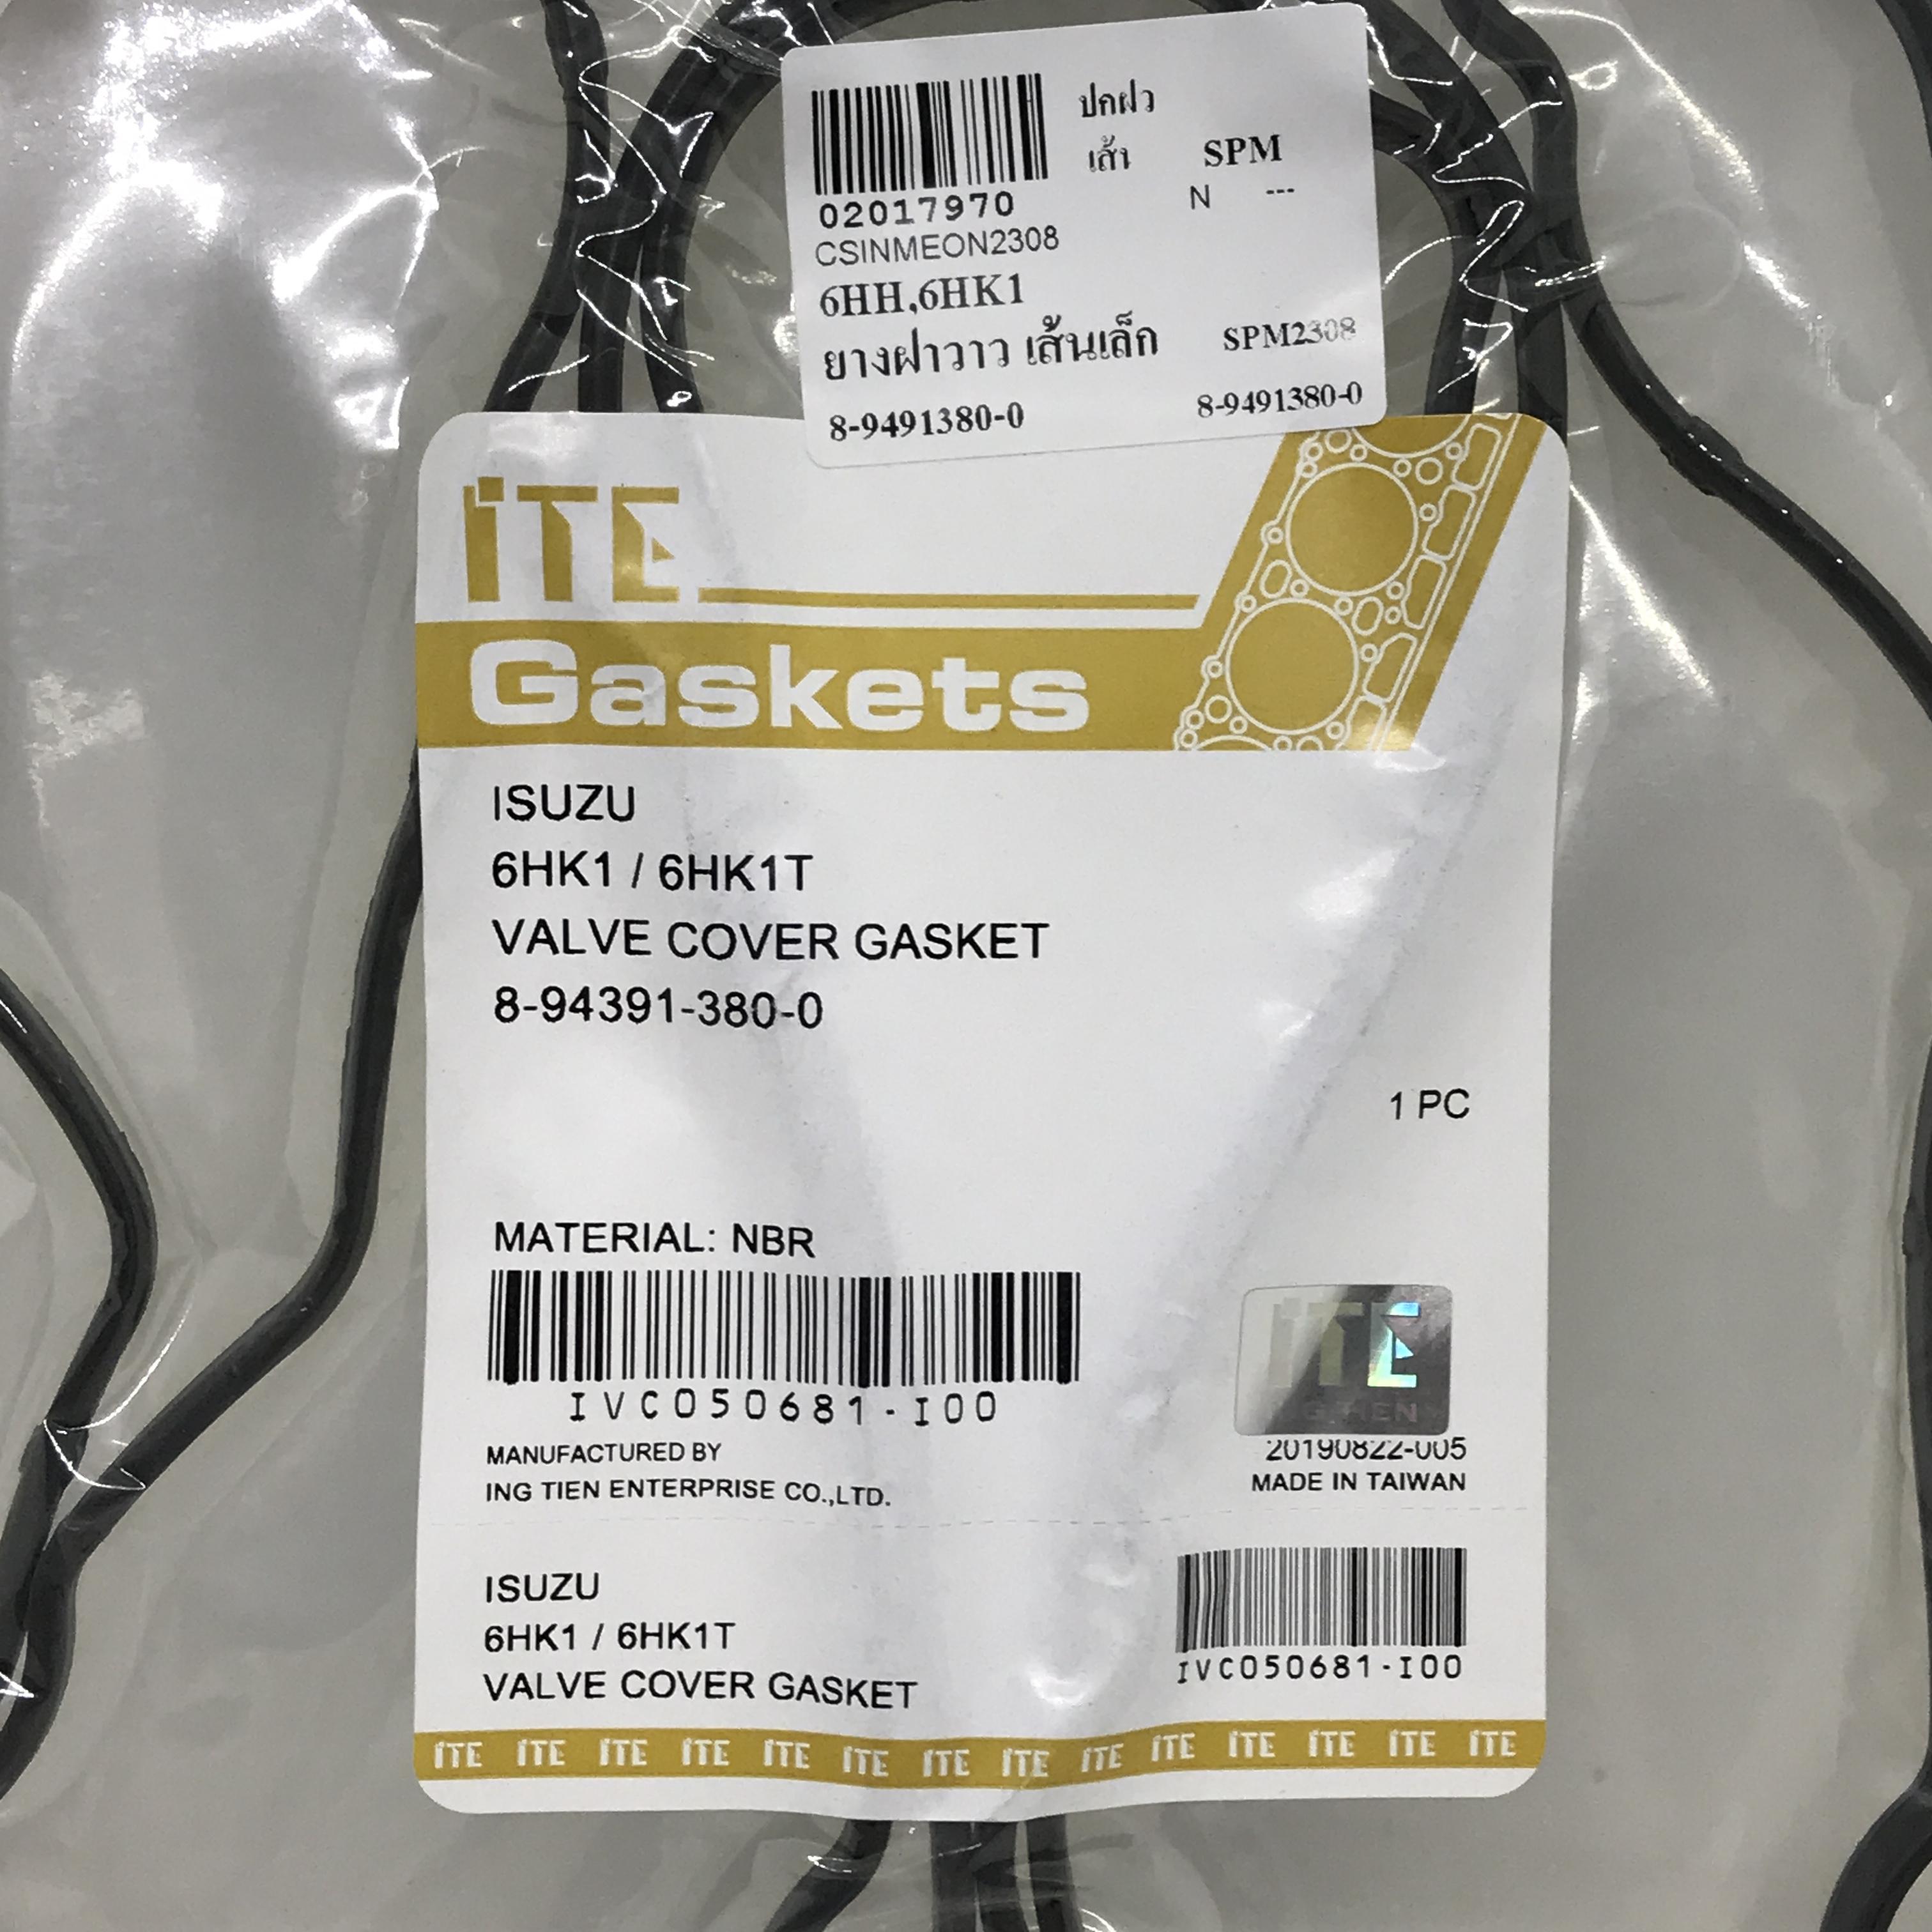 ปกฝว
เส้า SPM
N ---
02017970
CSINMEON2308
6HH,6HK1
ยางฝาวาว เส้นเล็ก SPM2308
8-9491380-0 8-9491380-0
ITE
Gaskets
ISUZU
6HK1 / 6HK1T
VALVE COVER GASKET
8-94391-380-0
1 PC
MATERIAL: NBR
IVC050681-I00
ITE
MANUFACTURED BY
20190822-005
ING TIEN ENTERPRISE CO.,LTD.
MADE IN TAIWAN
ISUZU
6HK1 / 6HK1T
VALVE COVER GASKET
IVC050681-I00
ITE ITE ITE ITE ITE ITE ITE ITE ITE ITE ITE ITE ITE ITE